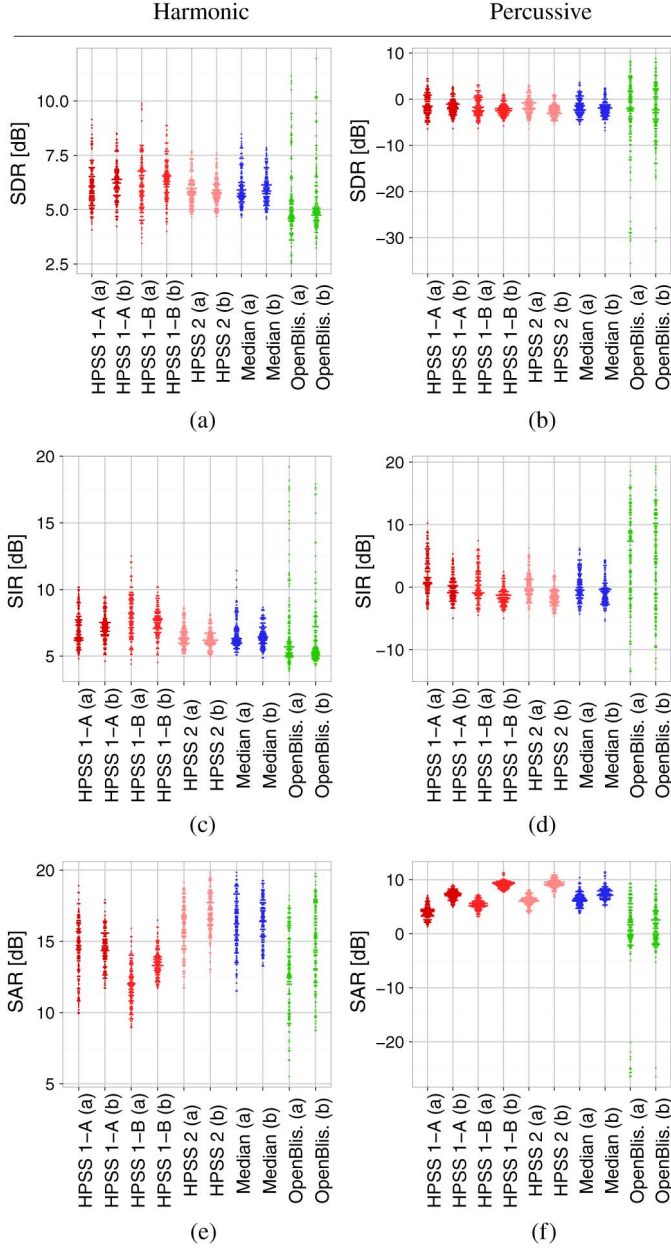 Harmonic
Percussive
SDR [dB]
10.0
7.5
5.0
2.5
HPSS 1−A (a)
HPSS 1−A (b)
HPSS 1−B (a)
HPSS 1−B (b)
HPSS 2 (a)
HPSS 2 (b)
Median (a)
Median (b)
OpenBlis. (a)
OpenBlis. (b)
(a)
SDR [dB]
10
0
−10
−20
−30
HPSS 1−A (a)
HPSS 1−A (b)
HPSS 1−B (a)
HPSS 1−B (b)
HPSS 2 (a)
HPSS 2 (b)
Median (a)
Median (b)
OpenBlis. (a)
OpenBlis. (b)
(b)
SIR [dB]
20
15
10
5
HPSS 1−A (a)
HPSS 1−A (b)
HPSS 1−B (a)
HPSS 1−B (b)
HPSS 2 (a)
HPSS 2 (b)
Median (a)
Median (b)
OpenBlis. (a)
OpenBlis. (b)
(c)
SIR [dB]
20
10
0
−10
HPSS 1−A (a)
HPSS 1−A (b)
HPSS 1−B (a)
HPSS 1−B (b)
HPSS 2 (a)
HPSS 2 (b)
Median (a)
Median (b)
OpenBlis. (a)
OpenBlis. (b)
(d)
SAR [dB]
20
15
10
5
HPSS 1−A (a)
HPSS 1−A (b)
HPSS 1−B (a)
HPSS 1−B (b)
HPSS 2 (a)
HPSS 2 (b)
Median (a)
Median (b)
OpenBlis. (a)
OpenBlis. (b)
(e)
SAR [dB]
10
0
−20
HPSS 1−A (a)
HPSS 1−A (b)
HPSS 1−B (a)
HPSS 1−B (b)
HPSS 2 (a)
HPSS 2 (b)
Median (a)
Median (b)
OpenBlis. (a)
OpenBlis. (b)
(f)